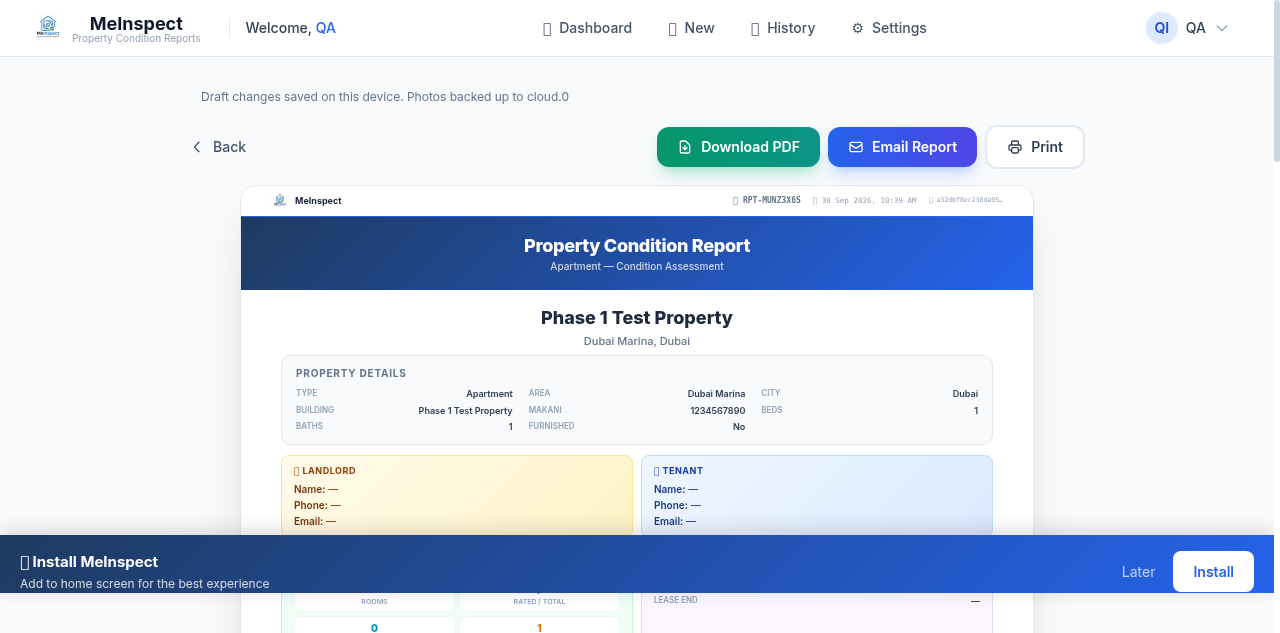 MeInspect
Property Condition Reports
Welcome, QA
Dashboard
New
History
Settings
QI
QA
Draft changes saved on this device. Photos backed up to cloud.0
Back
Download PDF
Email Report
Print
MeInspect
RPT-MUNZ3X6S
30 Sep 2026, 10:39 AM
a32dbf8ec238da95…
Property Condition Report
Apartment — Condition Assessment
Phase 1 Test Property
Dubai Marina, Dubai
PROPERTY DETAILS
TYPE Apartment
AREA Dubai Marina
CITY Dubai
BUILDING Phase 1 Test Property
MAKANI 1234567890
BEDS 1
BATHS 1
FURNISHED No
LANDLORD
Name: —
Phone: —
Email: —
TENANT
Name: —
Phone: —
Email: —
Install MeInspect
Add to home screen for the best experience
Later
Install
ROOMS
RATED / TOTAL
LEASE END —
0
1